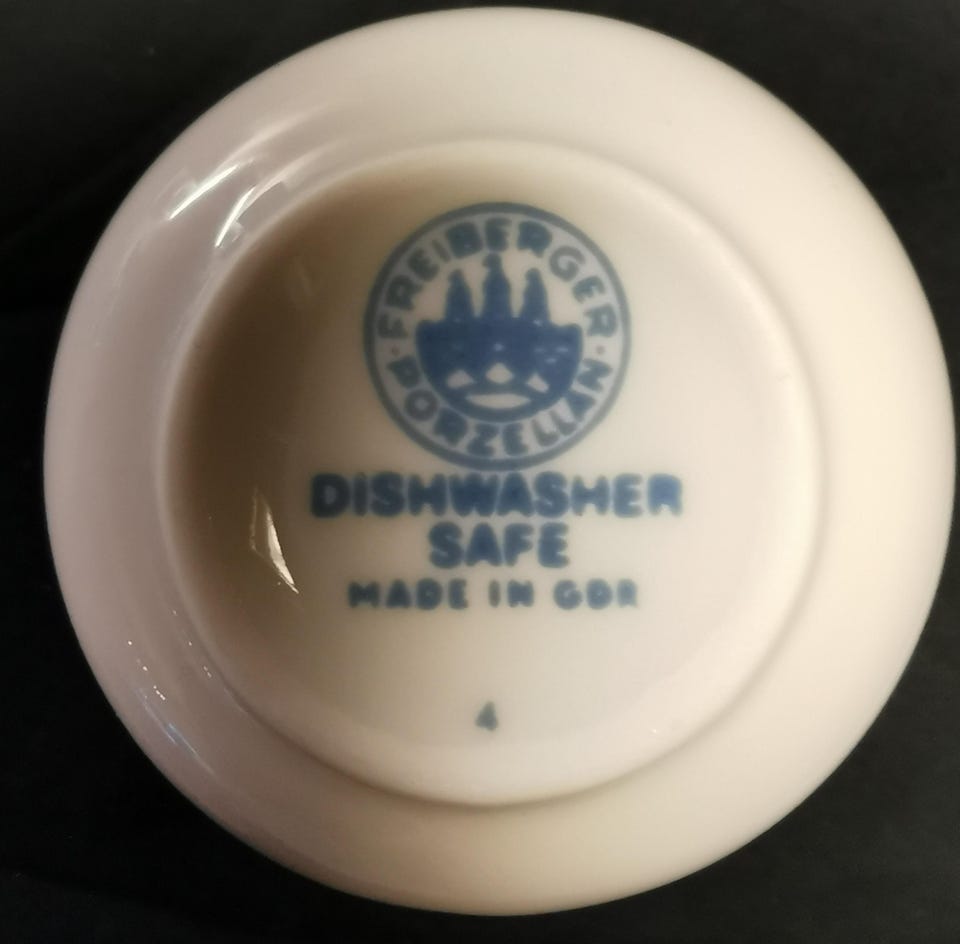 FREIBERGER
· PORZELLAN ·
DISHWASHER
SAFE
MADE IN GDR
4